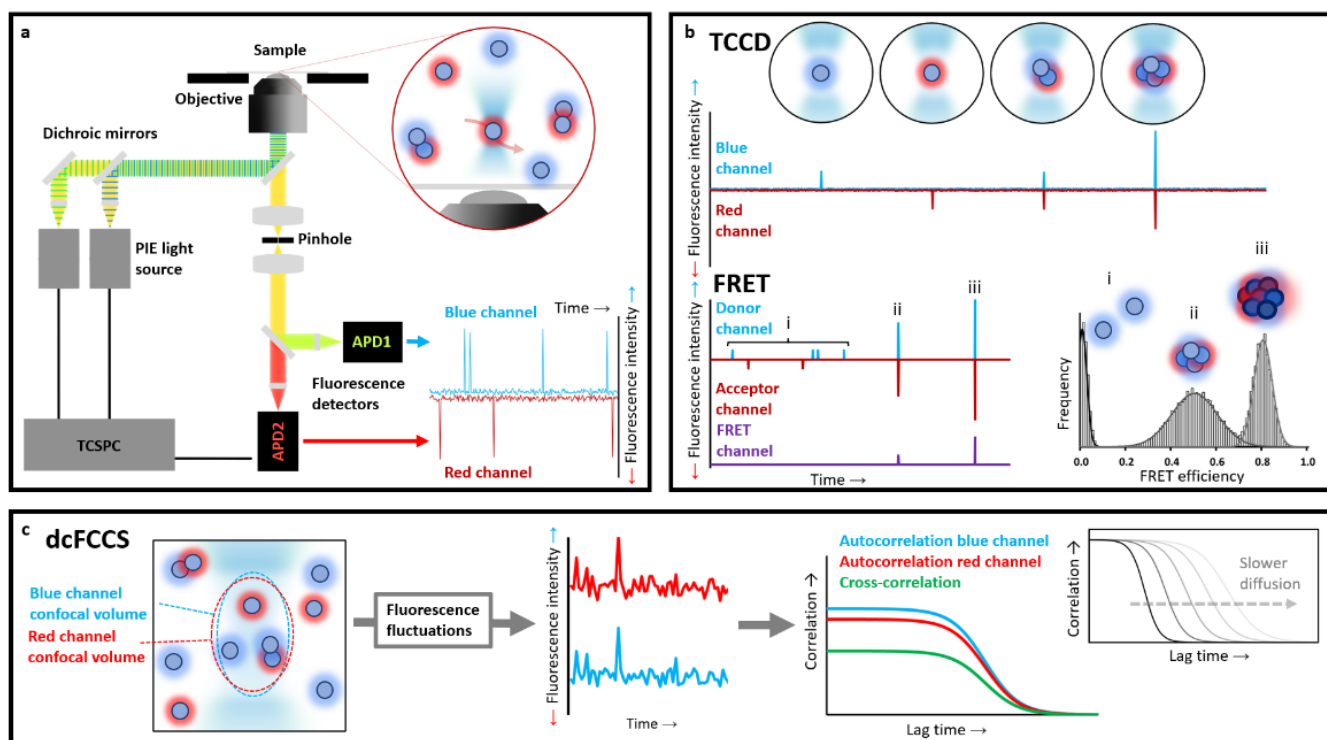 a
Sample
Objective
Dichroic mirrors
PIE light
source
Pinhole
APD1
Fluorescence
detectors
APD2
TCSPC
Time →
Blue channel
Red channel
← Fluorescence intensity →
b
TCCD
← Fluorescence intensity →
Blue
channel
Red
channel
FRET
← Fluorescence intensity →
Donor
channel
i
ii
iii
Acceptor
channel
FRET
channel
Time →
i
ii
iii
Frequency
0.0 0.2 0.4 0.6 0.8 1.0
FRET efficiency
c
dcFCCS
Blue channel
confocal volume
Red channel
confocal volume
Fluorescence
fluctuations
← Fluorescence intensity →
Time →
Autocorrelation blue channel
Autocorrelation red channel
Cross-correlation
Correlation →
Lag time →
Correlation →
Slower
diffusion
Lag time →